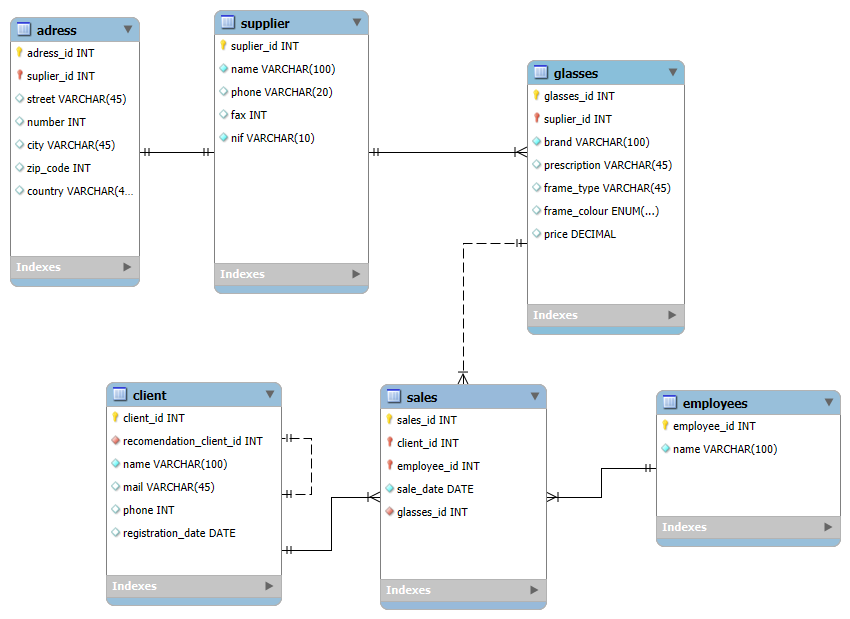 adress
adress_id INT
suplier_id INT
street VARCHAR(45)
number INT
city VARCHAR(45)
zip_code INT
country VARCHAR(4...
Indexes
supplier
suplier_id INT
name VARCHAR(100)
phone VARCHAR(20)
fax INT
nif VARCHAR(10)
Indexes
glasses
glasses_id INT
suplier_id INT
brand VARCHAR(100)
prescription VARCHAR(45)
frame_type VARCHAR(45)
frame_colour ENUM(...)
price DECIMAL
Indexes
client
client_id INT
recomendation_client_id INT
name VARCHAR(100)
mail VARCHAR(45)
phone INT
registration_date DATE
Indexes
sales
sales_id INT
client_id INT
employee_id INT
sale_date DATE
glasses_id INT
Indexes
employees
employee_id INT
name VARCHAR(100)
Indexes